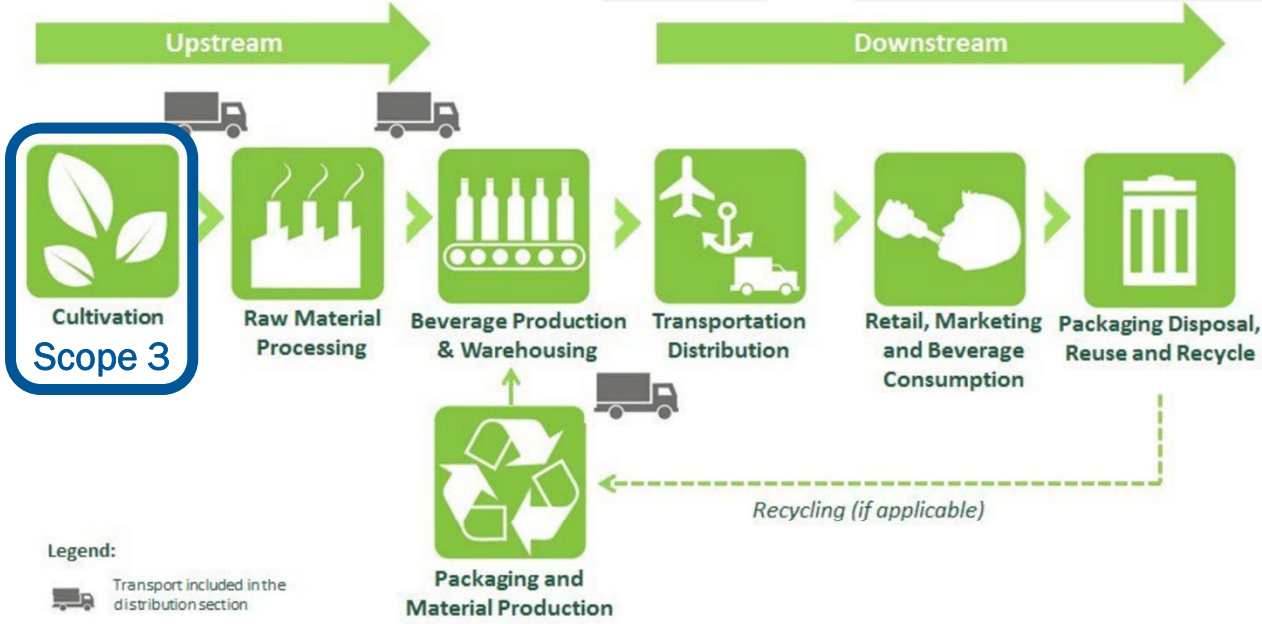 Upstream
Downstream
Cultivation
Scope 3
Raw Material
Processing
Beverage Production
& Warehousing
Transportation
Distribution
Retail, Marketing
and Beverage
Consumption
Packaging Disposal,
Reuse and Recycle
Recycling (if applicable)
Packaging and
Material Production
Legend:
Transport included in the
distribution section